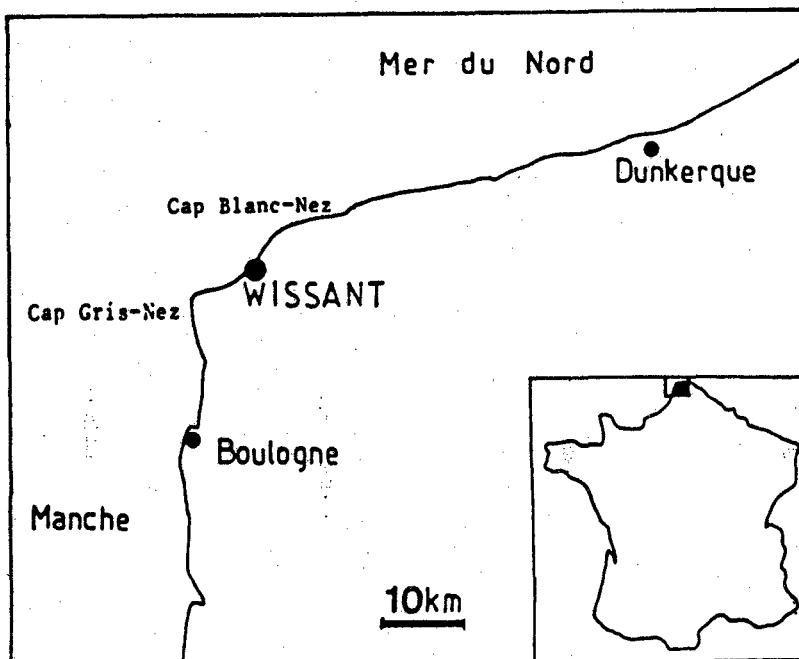 Mer du Nord
Dunkerque
Cap Blanc-Nez
WISSANT
Cap Gris-Nez
Boulogne
Manche
10km